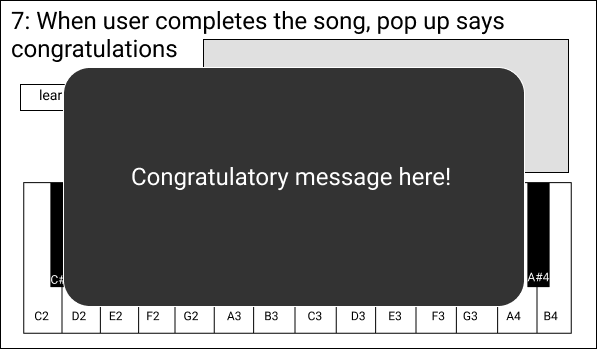 7: When user completes the song, pop up says
congratulations
lear
Congratulatory message here!
C#
A#4
C2 D2 E2 F2 G2 A3 B3 C3 D3 E3 F3 G3 A4 B4